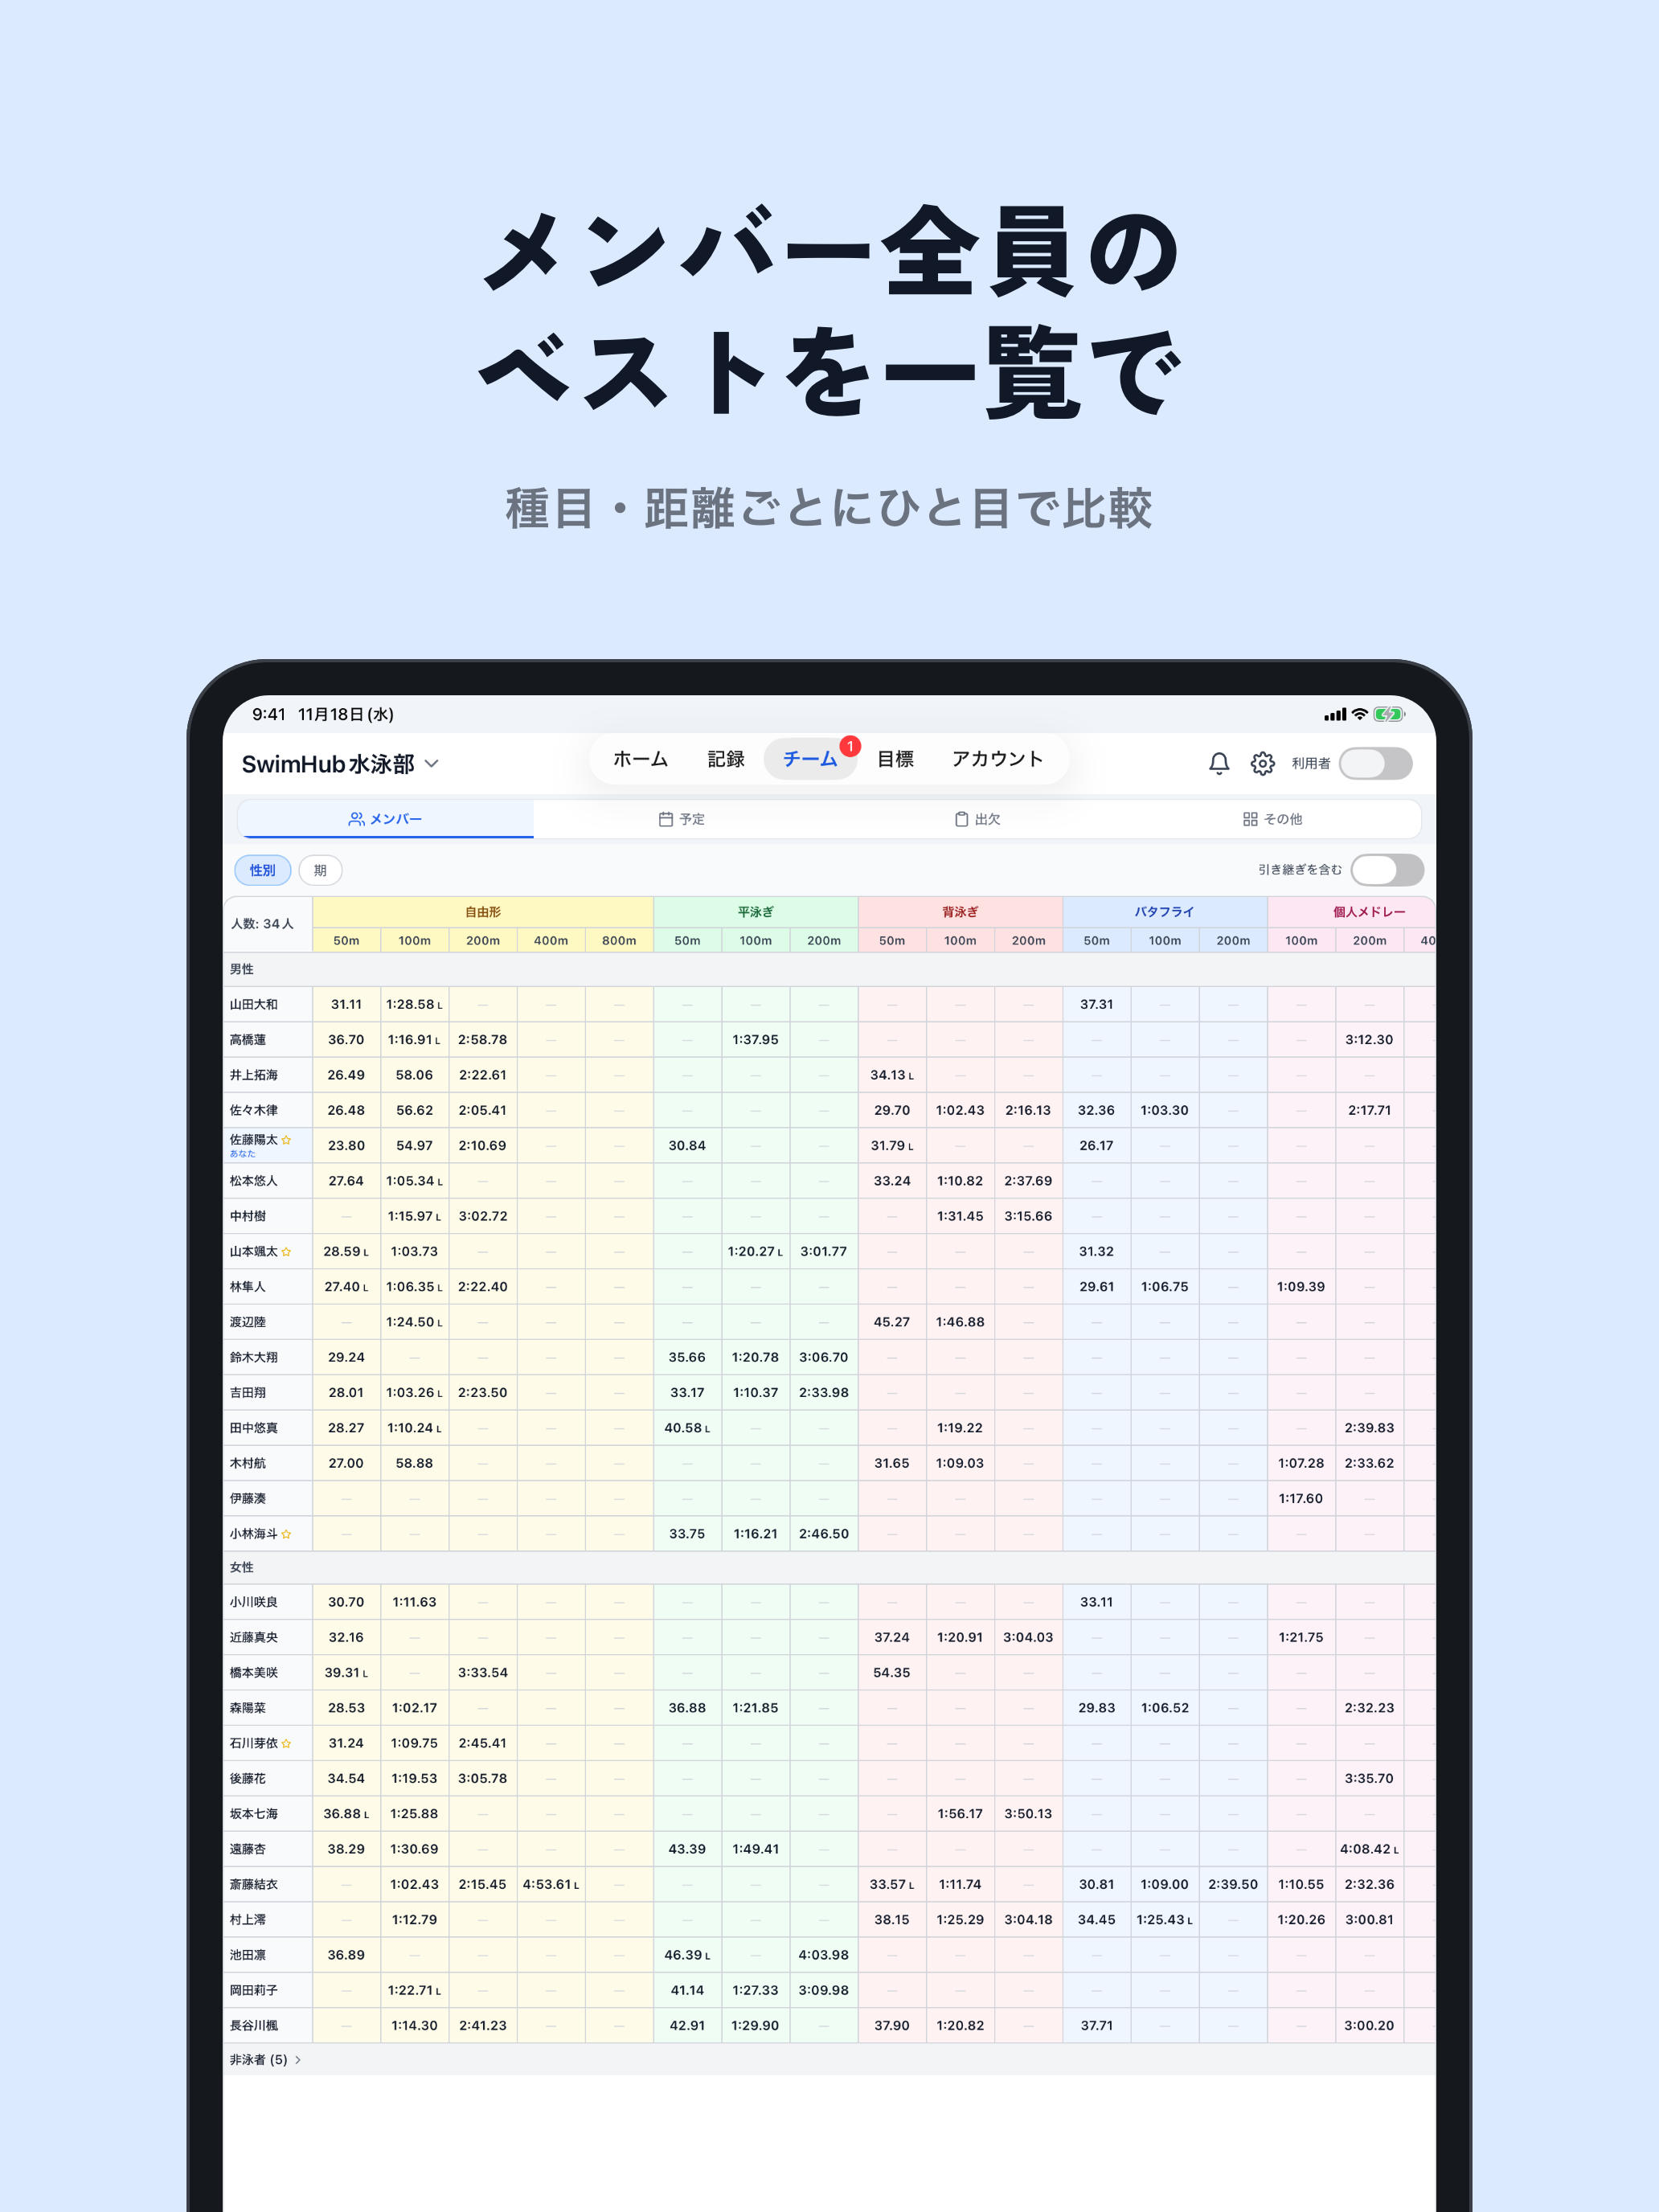 メンバー全員の
ベストを一覧で
種目・距離ごとにひと目で比較
9:41 11月18日(水)
SwimHub水泳部 ホーム 記録 チーム 1 目標 アカウント 利用者
メンバー 予定 出欠 その他
性別 期 引き継ぎを含む
人数: 34人 自由形 平泳ぎ 背泳ぎ バタフライ 個人メドレー
50m 100m 200m 400m 800m 50m 100m 200m 50m 100m 200m 50m 100m 200m 100m 200m 40
男性
山田大和 31.11 1:28.58 L — — — — — — — — — 37.31 — — — —
高橋蓮 36.70 1:16.91 L 2:58.78 — — — 1:37.95 — — — — — — — — 3:12.30
井上拓海 26.49 58.06 2:22.61 — — — — — 34.13 L — — — — — — —
佐々木律 26.48 56.62 2:05.41 — — — — — 29.70 1:02.43 2:16.13 32.36 1:03.30 — — 2:17.71
佐藤陽太 23.80 54.97 2:10.69 — — 30.84 — — 31.79 L — — 26.17 — — — —
あなた
松本悠人 27.64 1:05.34 L — — — — — — 33.24 1:10.82 2:37.69 — — — — —
中村樹 — 1:15.97 L 3:02.72 — — — — — — 1:31.45 3:15.66 — — — — —
山本颯太 28.59 L 1:03.73 — — — — 1:20.27 L 3:01.77 — — — 31.32 — — — —
林隼人 27.40 L 1:06.35 L 2:22.40 — — — — — — — — 29.61 1:06.75 — 1:09.39 —
渡辺陸 — 1:24.50 L — — — — — — 45.27 1:46.88 — — — — — —
鈴木大翔 29.24 — — — — 35.66 1:20.78 3:06.70 — — — — — — — —
吉田翔 28.01 1:03.26 L 2:23.50 — — 33.17 1:10.37 2:33.98 — — — — — — — —
田中悠真 28.27 1:10.24 L — — — 40.58 L — — — 1:19.22 — — — — — 2:39.83
木村航 27.00 58.88 — — — — — — 31.65 1:09.03 — — — — 1:07.28 2:33.62
伊藤湊 — — — — — — — — — — — — — — 1:17.60 —
小林海斗 — — — — — 33.75 1:16.21 2:46.50 — — — — — — — —
女性
小川咲良 30.70 1:11.63 — — — — — — — — — 33.11 — — — —
近藤真央 32.16 — — — — — — — 37.24 1:20.91 3:04.03 — — — 1:21.75 —
橋本美咲 39.31 L — 3:33.54 — — — — — 54.35 — — — — — — —
森陽菜 28.53 1:02.17 — — — 36.88 1:21.85 — — — — 29.83 1:06.52 — — 2:32.23
石川芽依 31.24 1:09.75 2:45.41 — — — — — — — — — — — — —
後藤花 34.54 1:19.53 3:05.78 — — — — — — — — — — — — 3:35.70
坂本七海 36.88 L 1:25.88 — — — — — — — 1:56.17 3:50.13 — — — — —
遠藤杏 38.29 1:30.69 — — — 43.39 1:49.41 — — — — — — — — 4:08.42 L
斎藤結衣 — 1:02.43 2:15.45 4:53.61 L — — — 33.57 L 1:11.74 — 30.81 1:09.00 2:39.50 1:10.55 2:32.36
村上澪 — 1:12.79 — — — — — — 38.15 1:25.29 3:04.18 34.45 1:25.43 L — 1:20.26 3:00.81
池田凛 36.89 — — — — 46.39 L — 4:03.98 — — — — — — — —
岡田莉子 — 1:22.71 L — — — 41.14 1:27.33 3:09.98 — — — — — — — —
長谷川楓 — 1:14.30 2:41.23 — — 42.91 1:29.90 — 37.90 1:20.82 — 37.71 — — — 3:00.20
非泳者 (5)